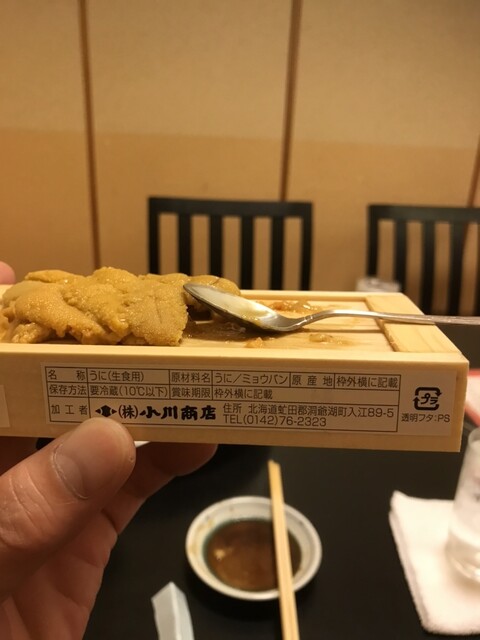 名称 うに(生食用) 原材料名 うに/ミョウバン 原産地 枠外横に記載
保存方法 要冷蔵(10℃以下) 賞味期限 枠外横に記載
加工者 (株)小川商店 住所 北海道虻田郡洞爺湖町入江89-5
TEL(0142)76-2323
プラ
透明フタ:PS